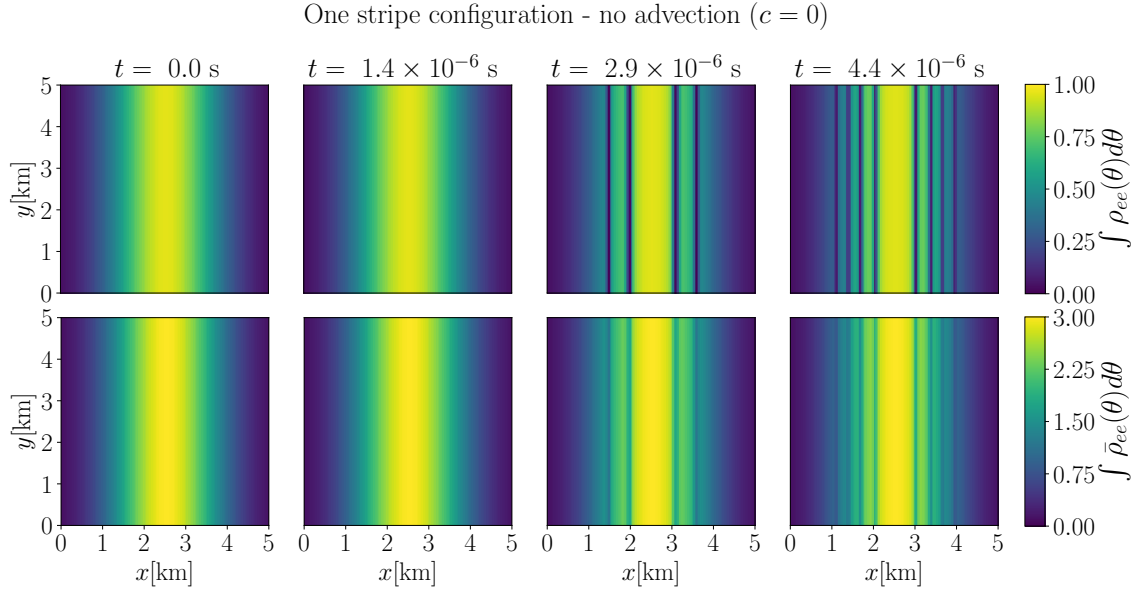 One stripe configuration - no advection (c = 0)
t = 0.0 s
t = 1.4 × 10⁻⁶ s
t = 2.9 × 10⁻⁶ s
t = 4.4 × 10⁻⁶ s
y[km]
5
4
3
2
1
0
1.00
0.75
0.50
0.25
0.00
∫ ρₑₑ(θ)dθ
y[km]
5
4
3
2
1
0
3.00
2.25
1.50
0.75
0.00
∫ ρ̄ₑₑ(θ)dθ
0 1 2 3 4 5
0 1 2 3 4 5
0 1 2 3 4 5
0 1 2 3 4 5
x[km]
x[km]
x[km]
x[km]